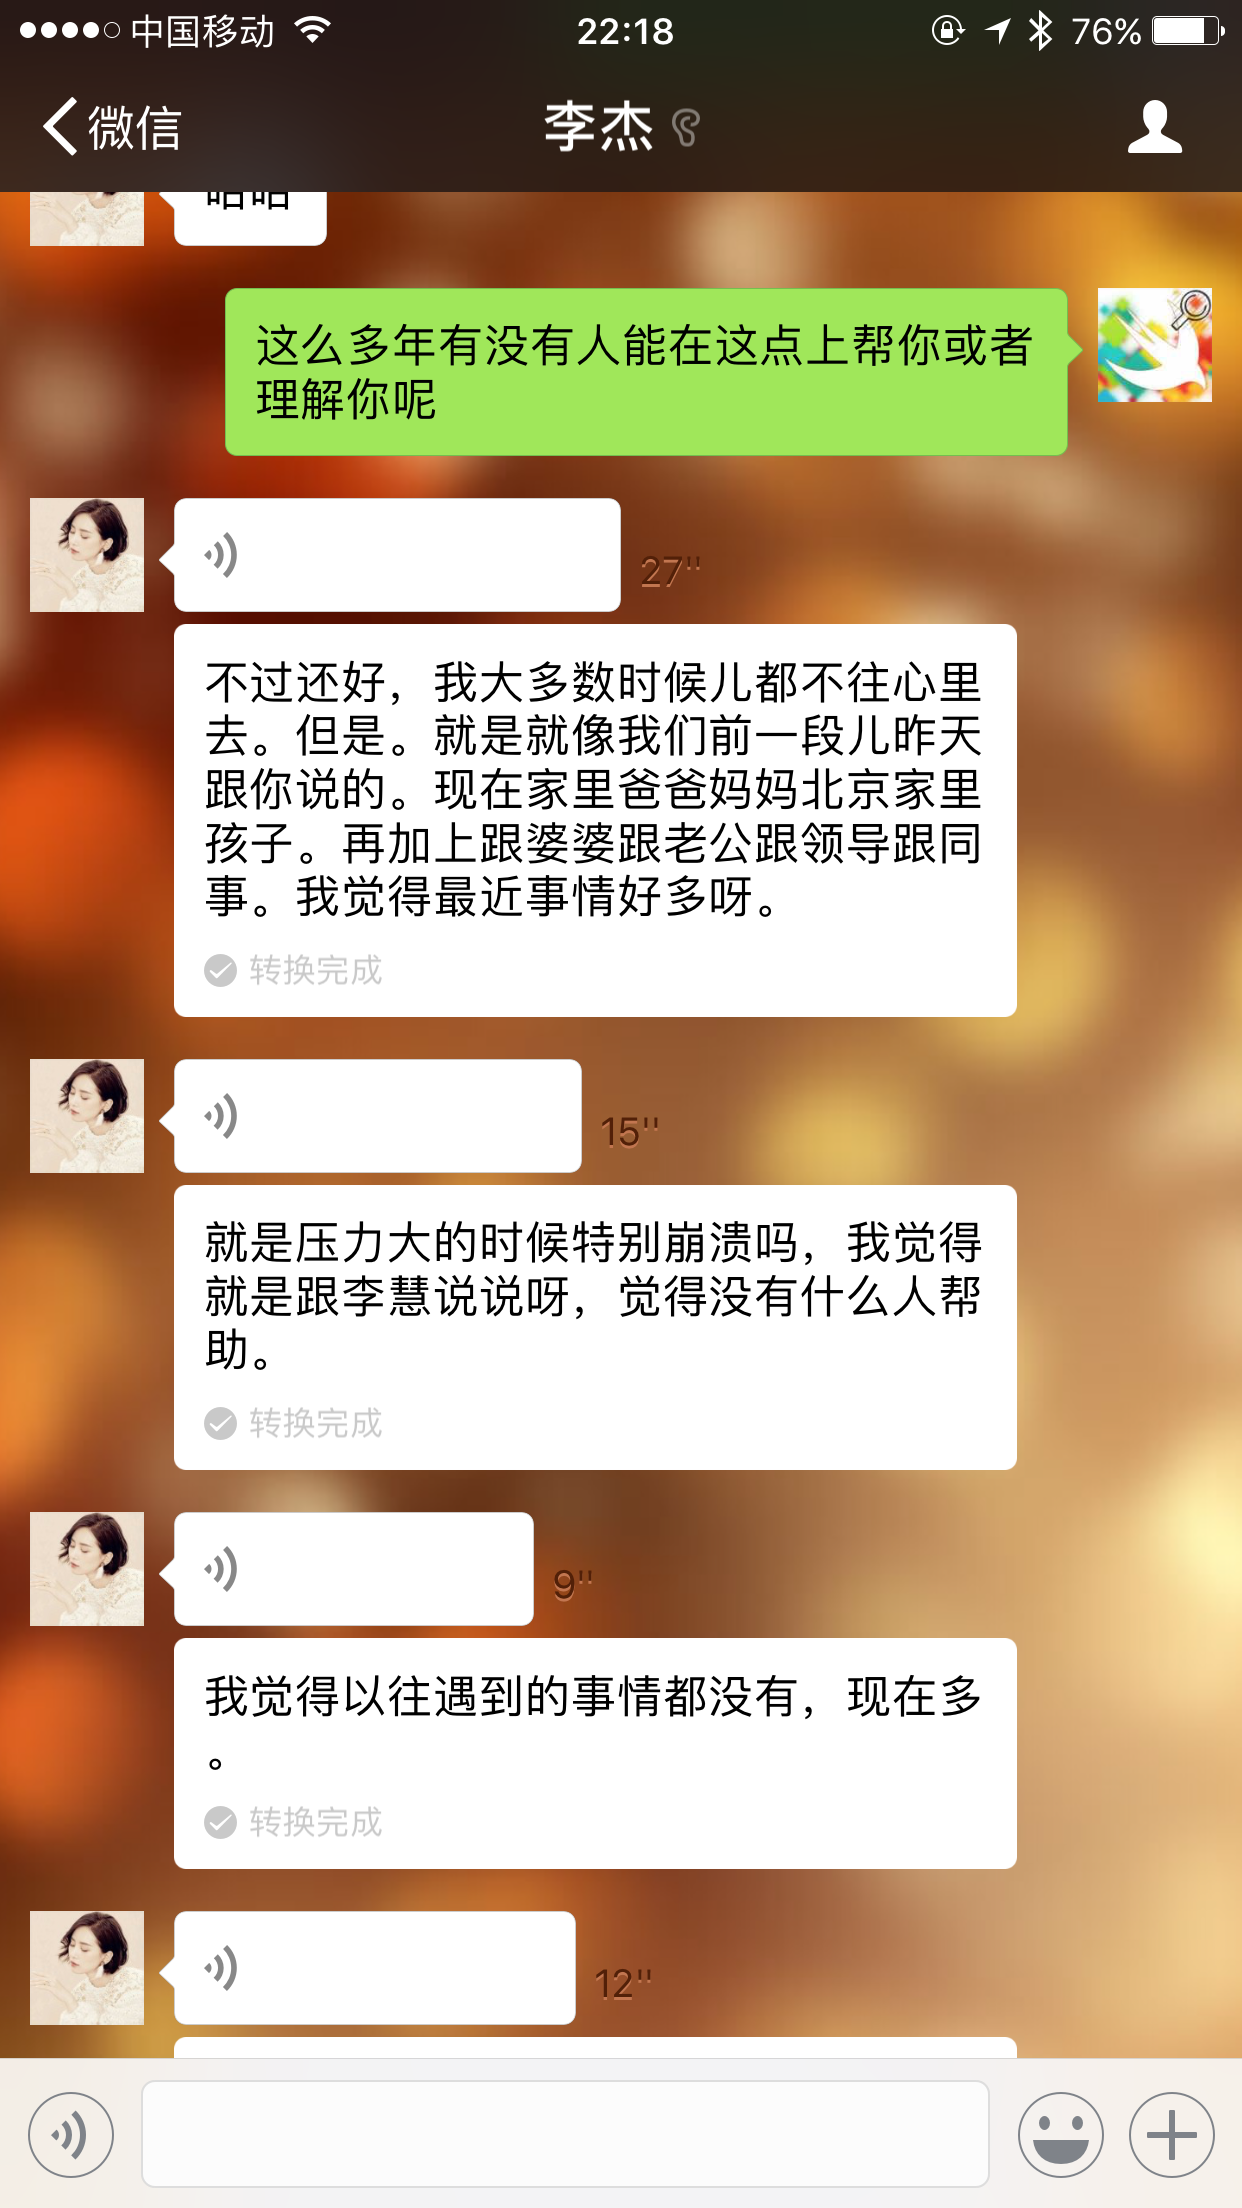 中国移动 22:18 76%
微信 李杰
哈哈
这么多年有没有人能在这点上帮你或者
理解你呢
27''
不过还好，我大多数时候儿都不往心里
去。但是。就是就像我们前一段儿昨天
跟你说的。现在家里爸爸妈妈北京家里
孩子。再加上跟婆婆跟老公跟领导跟同
事。我觉得最近事情好多呀。
转换完成
15''
就是压力大的时候特别崩溃吗，我觉得
就是跟李慧说说呀，觉得没有什么人帮
助。
转换完成
9''
我觉得以往遇到的事情都没有，现在多
。
转换完成
12''